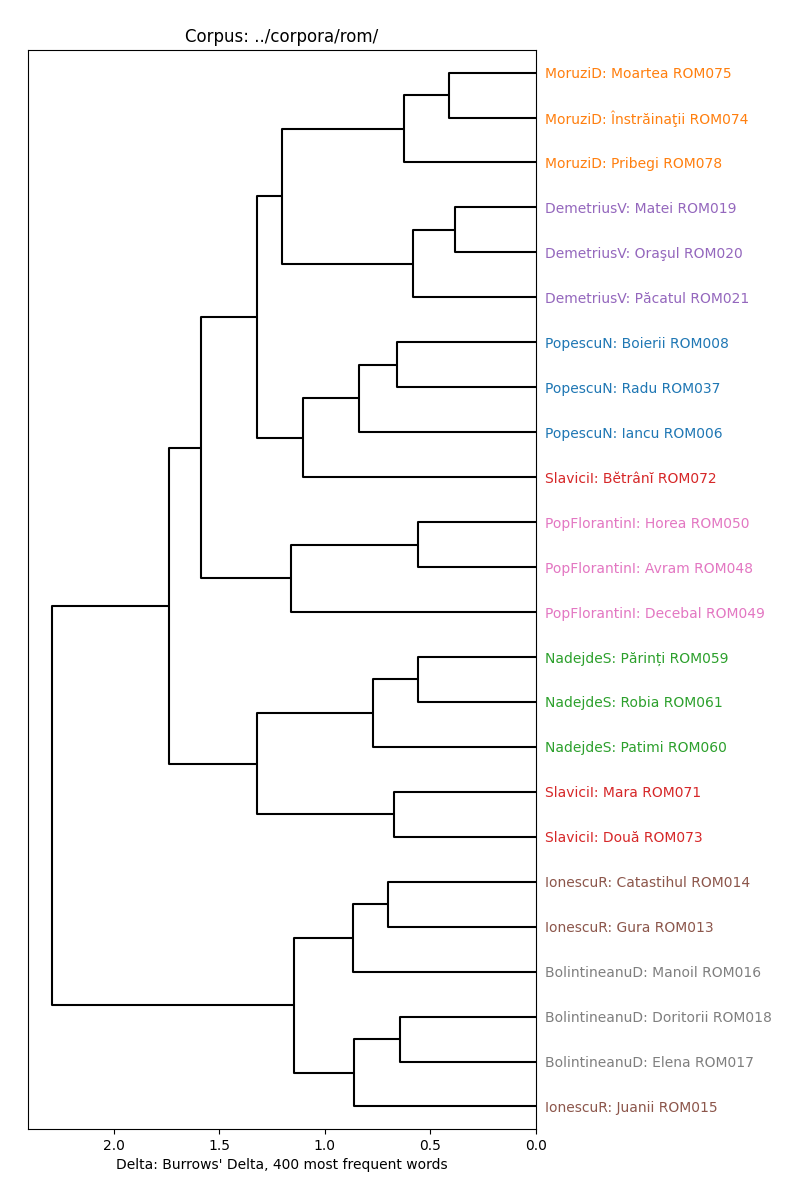 Corpus: ../corpora/rom/
MoruziD: Moartea ROM075
MoruziD: Înstrăinaţii ROM074
MoruziD: Pribegi ROM078
DemetriusV: Matei ROM019
DemetriusV: Oraşul ROM020
DemetriusV: Păcatul ROM021
PopescuN: Boierii ROM008
PopescuN: Radu ROM037
PopescuN: Iancu ROM006
SlaviciI: Bĕtrânĭ ROM072
PopFlorantinI: Horea ROM050
PopFlorantinI: Avram ROM048
PopFlorantinI: Decebal ROM049
NadejdeS: Părinți ROM059
NadejdeS: Robia ROM061
NadejdeS: Patimi ROM060
SlaviciI: Mara ROM071
SlaviciI: Două ROM073
IonescuR: Catastihul ROM014
IonescuR: Gura ROM013
BolintineanuD: Manoil ROM016
BolintineanuD: Doritorii ROM018
BolintineanuD: Elena ROM017
IonescuR: Juanii ROM015
2.0 1.5 1.0 0.5 0.0
Delta: Burrows' Delta, 400 most frequent words